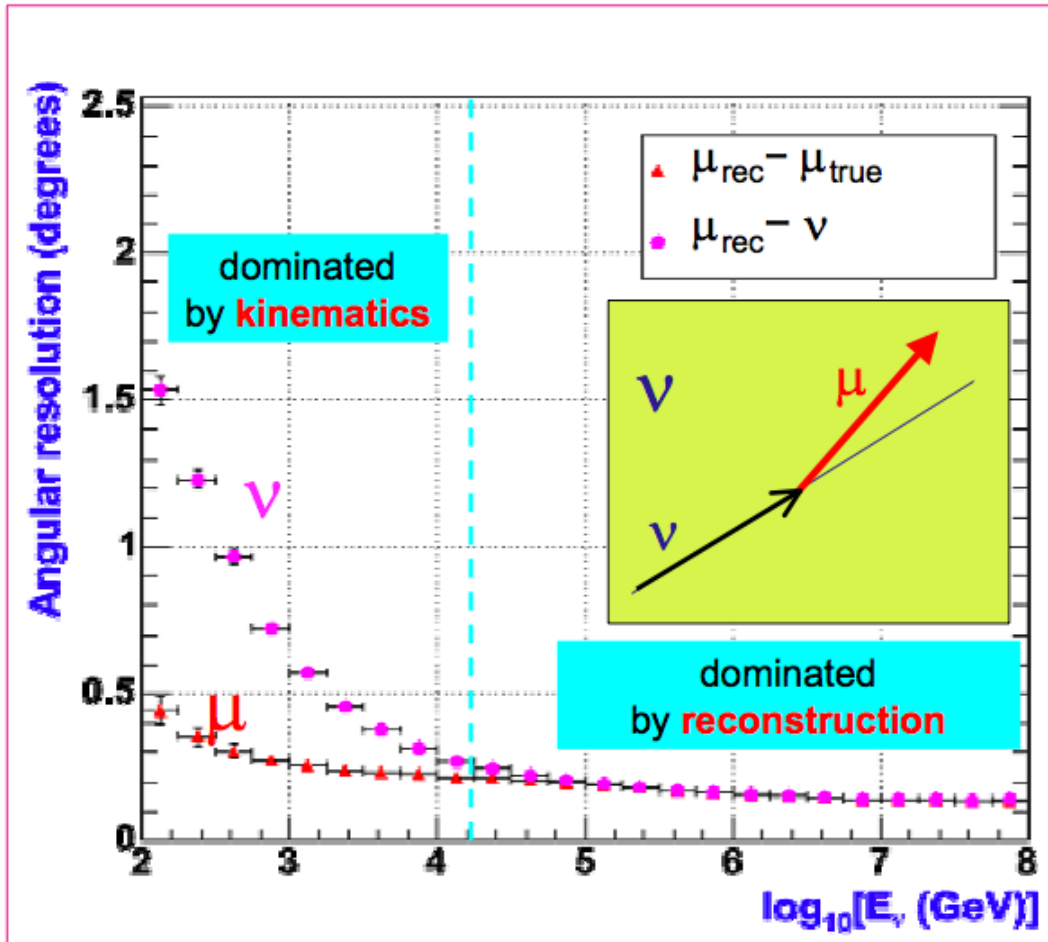 Angular resolution (degrees)
2.5
2
1.5
1
0.5
0
μrec− μtrue
μrec− ν
dominated
by kinematics
ν
μ
ν
μ
ν
dominated
by reconstruction
2 3 4 5 6 7 8
log10[Eν (GeV)]